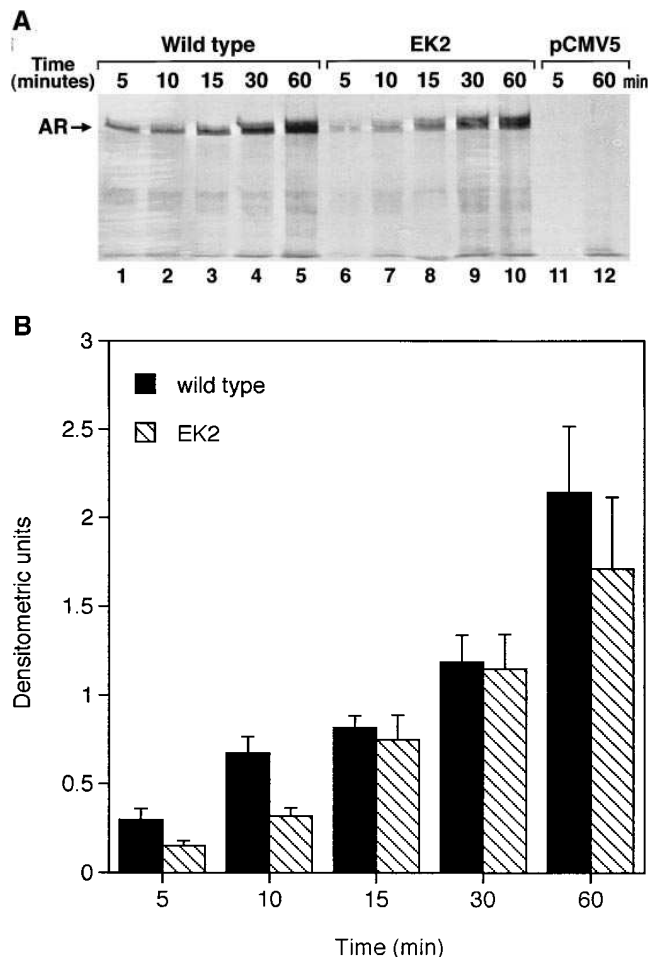 A
Wild type EK2 pCMV5
Time
(minutes) 5 10 15 30 60 5 10 15 30 60 5 60 min
AR→
1 2 3 4 5 6 7 8 9 10 11 12
B
3
wild type
2.5
EK2
2
Densitometric units
1.5
1
0.5
0
5 10 15 30 60
Time (min)